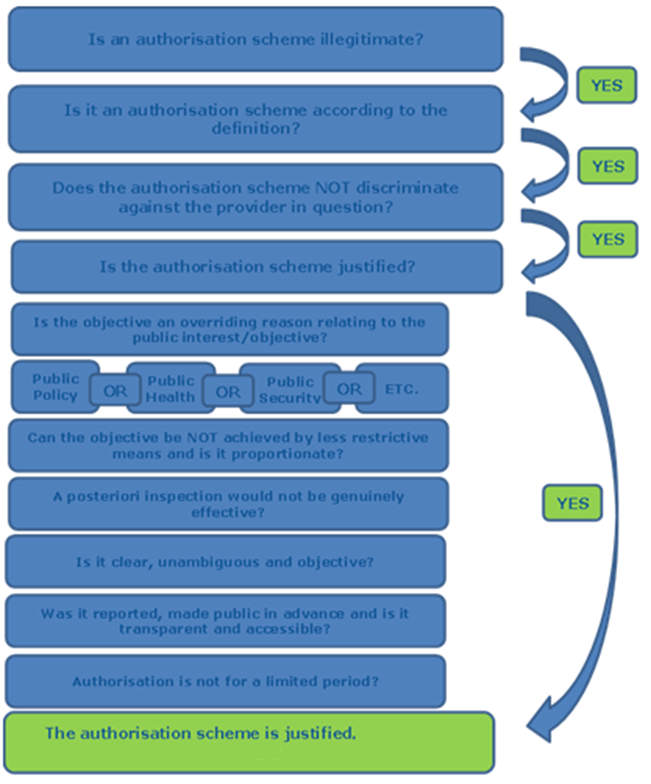 Is an authorisation scheme illegitimate?
YES
Is it an authorisation scheme according to the
definition?
YES
Does the authorisation scheme NOT discriminate
against the provider in question?
YES
Is the authorisation scheme justified?
Is the objective an overriding reason relating to the
public interest/objective?
Public
Policy
OR
Public
Health
OR
Public
Security
OR
ETC.
Can the objective be NOT achieved by less restrictive
means and is it proportionate?
A posteriori inspection would not be genuinely
effective?
YES
Is it clear, unambiguous and objective?
Was it reported, made public in advance and is it
transparent and accessible?
Authorisation is not for a limited period?
The authorisation scheme is justified.